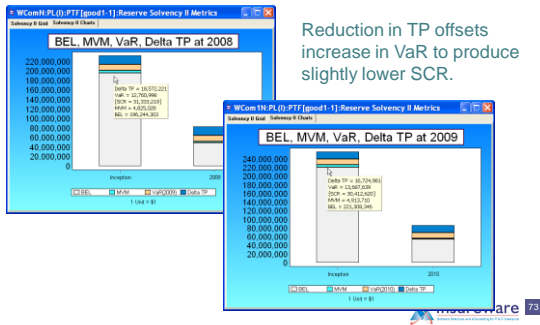 WCom1N:PL(I):PTF[good1-1]:Reserve Solvency II Metrics
Solvency II Grid Solvency II Charts
BEL, MVM, VaR, Delta TP at 2008
220,000,000
200,000,000
180,000,000
160,000,000
140,000,000
120,000,000
100,000,000
80,000,000
60,000,000
40,000,000
20,000,000
0
Delta TP = 18,572,221
VaR = 12,760,998
[SCR = 31,333,219]
MVM = 4,825,028
BEL = 196,244,303
Inception 2009
BEL MVM VaR(2009) Delta TP
1 Unit = $1
Reduction in TP offsets
increase in VaR to produce
slightly lower SCR.
WCom1N:PL(I):PTF[good1-1]:Reserve Solvency II Metrics
Solvency II Grid Solvency II Charts
BEL, MVM, VaR, Delta TP at 2009
240,000,000
220,000,000
200,000,000
180,000,000
160,000,000
140,000,000
120,000,000
100,000,000
80,000,000
60,000,000
40,000,000
20,000,000
0
Delta TP = 16,724,981
VaR = 13,687,639
[SCR = 30,412,620]
MVM = 4,913,710
BEL = 221,308,346
Inception 2010
BEL MVM VaR(2010) Delta TP
1 Unit = $1
Insureware
73